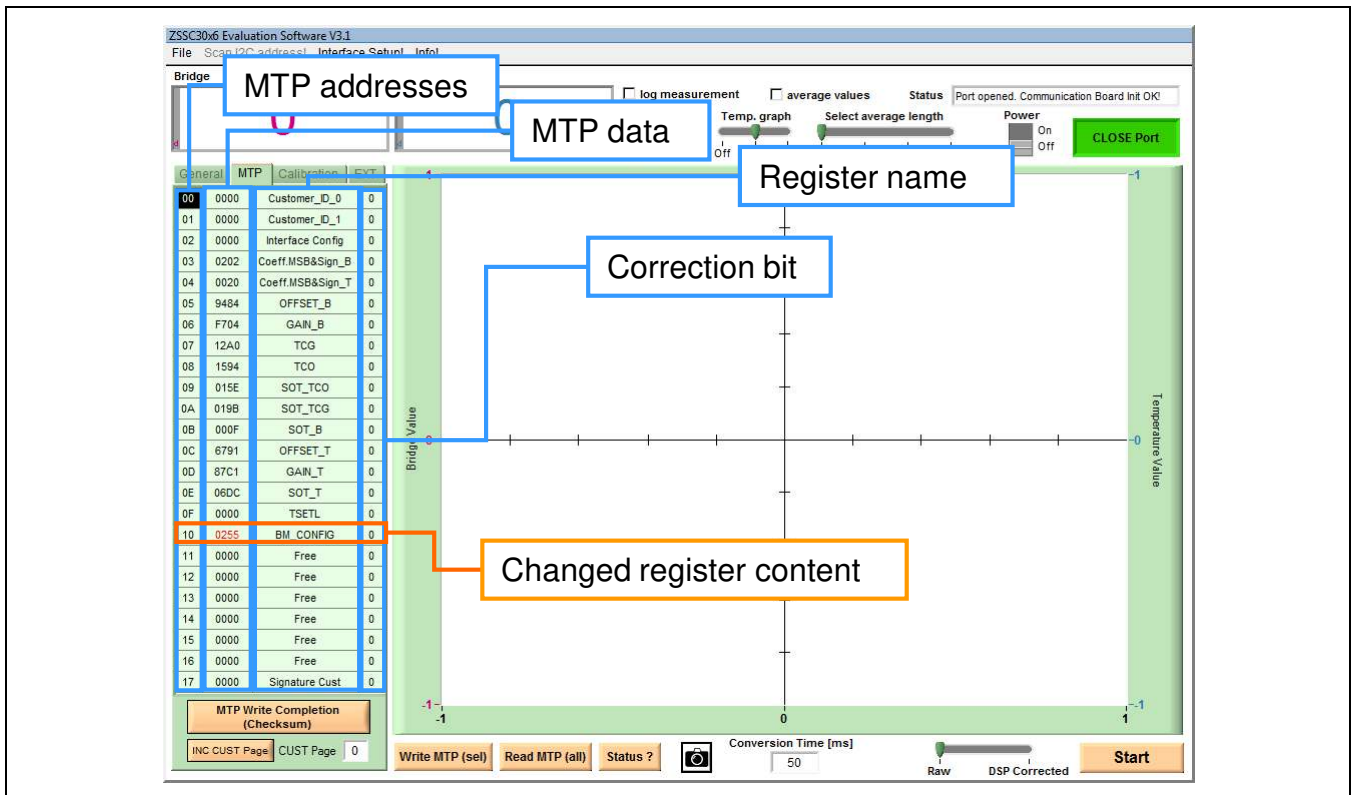 ZSSC30x6 Evaluation Software V3.1
File Scan I2C address! Interface Setup! Info!
Bridge
MTP addresses
log measurement average values Status Port opened. Communication Board Init OK!
MTP data
Temp. graph Select average length Power
On
Off
Off
CLOSE Port
General MTP Calibration EXT
Register name
-1 -1
00 0000 Customer_ID_0 0
01 0000 Customer_ID_1 0
02 0000 Interface Config 0
03 0202 Coeff.MSB&Sign_B 0
Correction bit
04 0020 Coeff.MSB&Sign_T 0
05 9484 OFFSET_B 0
06 F704 GAIN_B 0
07 12A0 TCG 0
08 1594 TCO 0
09 015E SOT_TCO 0
0A 019B SOT_TCG 0
0B 000F SOT_B 0
0C 6791 OFFSET_T 0
0D 87C1 GAIN_T 0
0E 06DC SOT_T 0
0F 0000 TSETL 0
10 0255 BM_CONFIG 0
11 0000 Free 0
12 0000 Free 0
13 0000 Free 0
14 0000 Free 0
15 0000 Free 0
16 0000 Free 0
17 0000 Signature Cust 0
Bridge Value
-0 -0
Temperature Value
Changed register content
-1- -1
-1 0 1
MTP Write Completion
(Checksum)
INC CUST Page CUST Page 0
Write MTP (sel) Read MTP (all) Status ?
Conversion Time [ms]
50
Raw DSP Corrected
Start